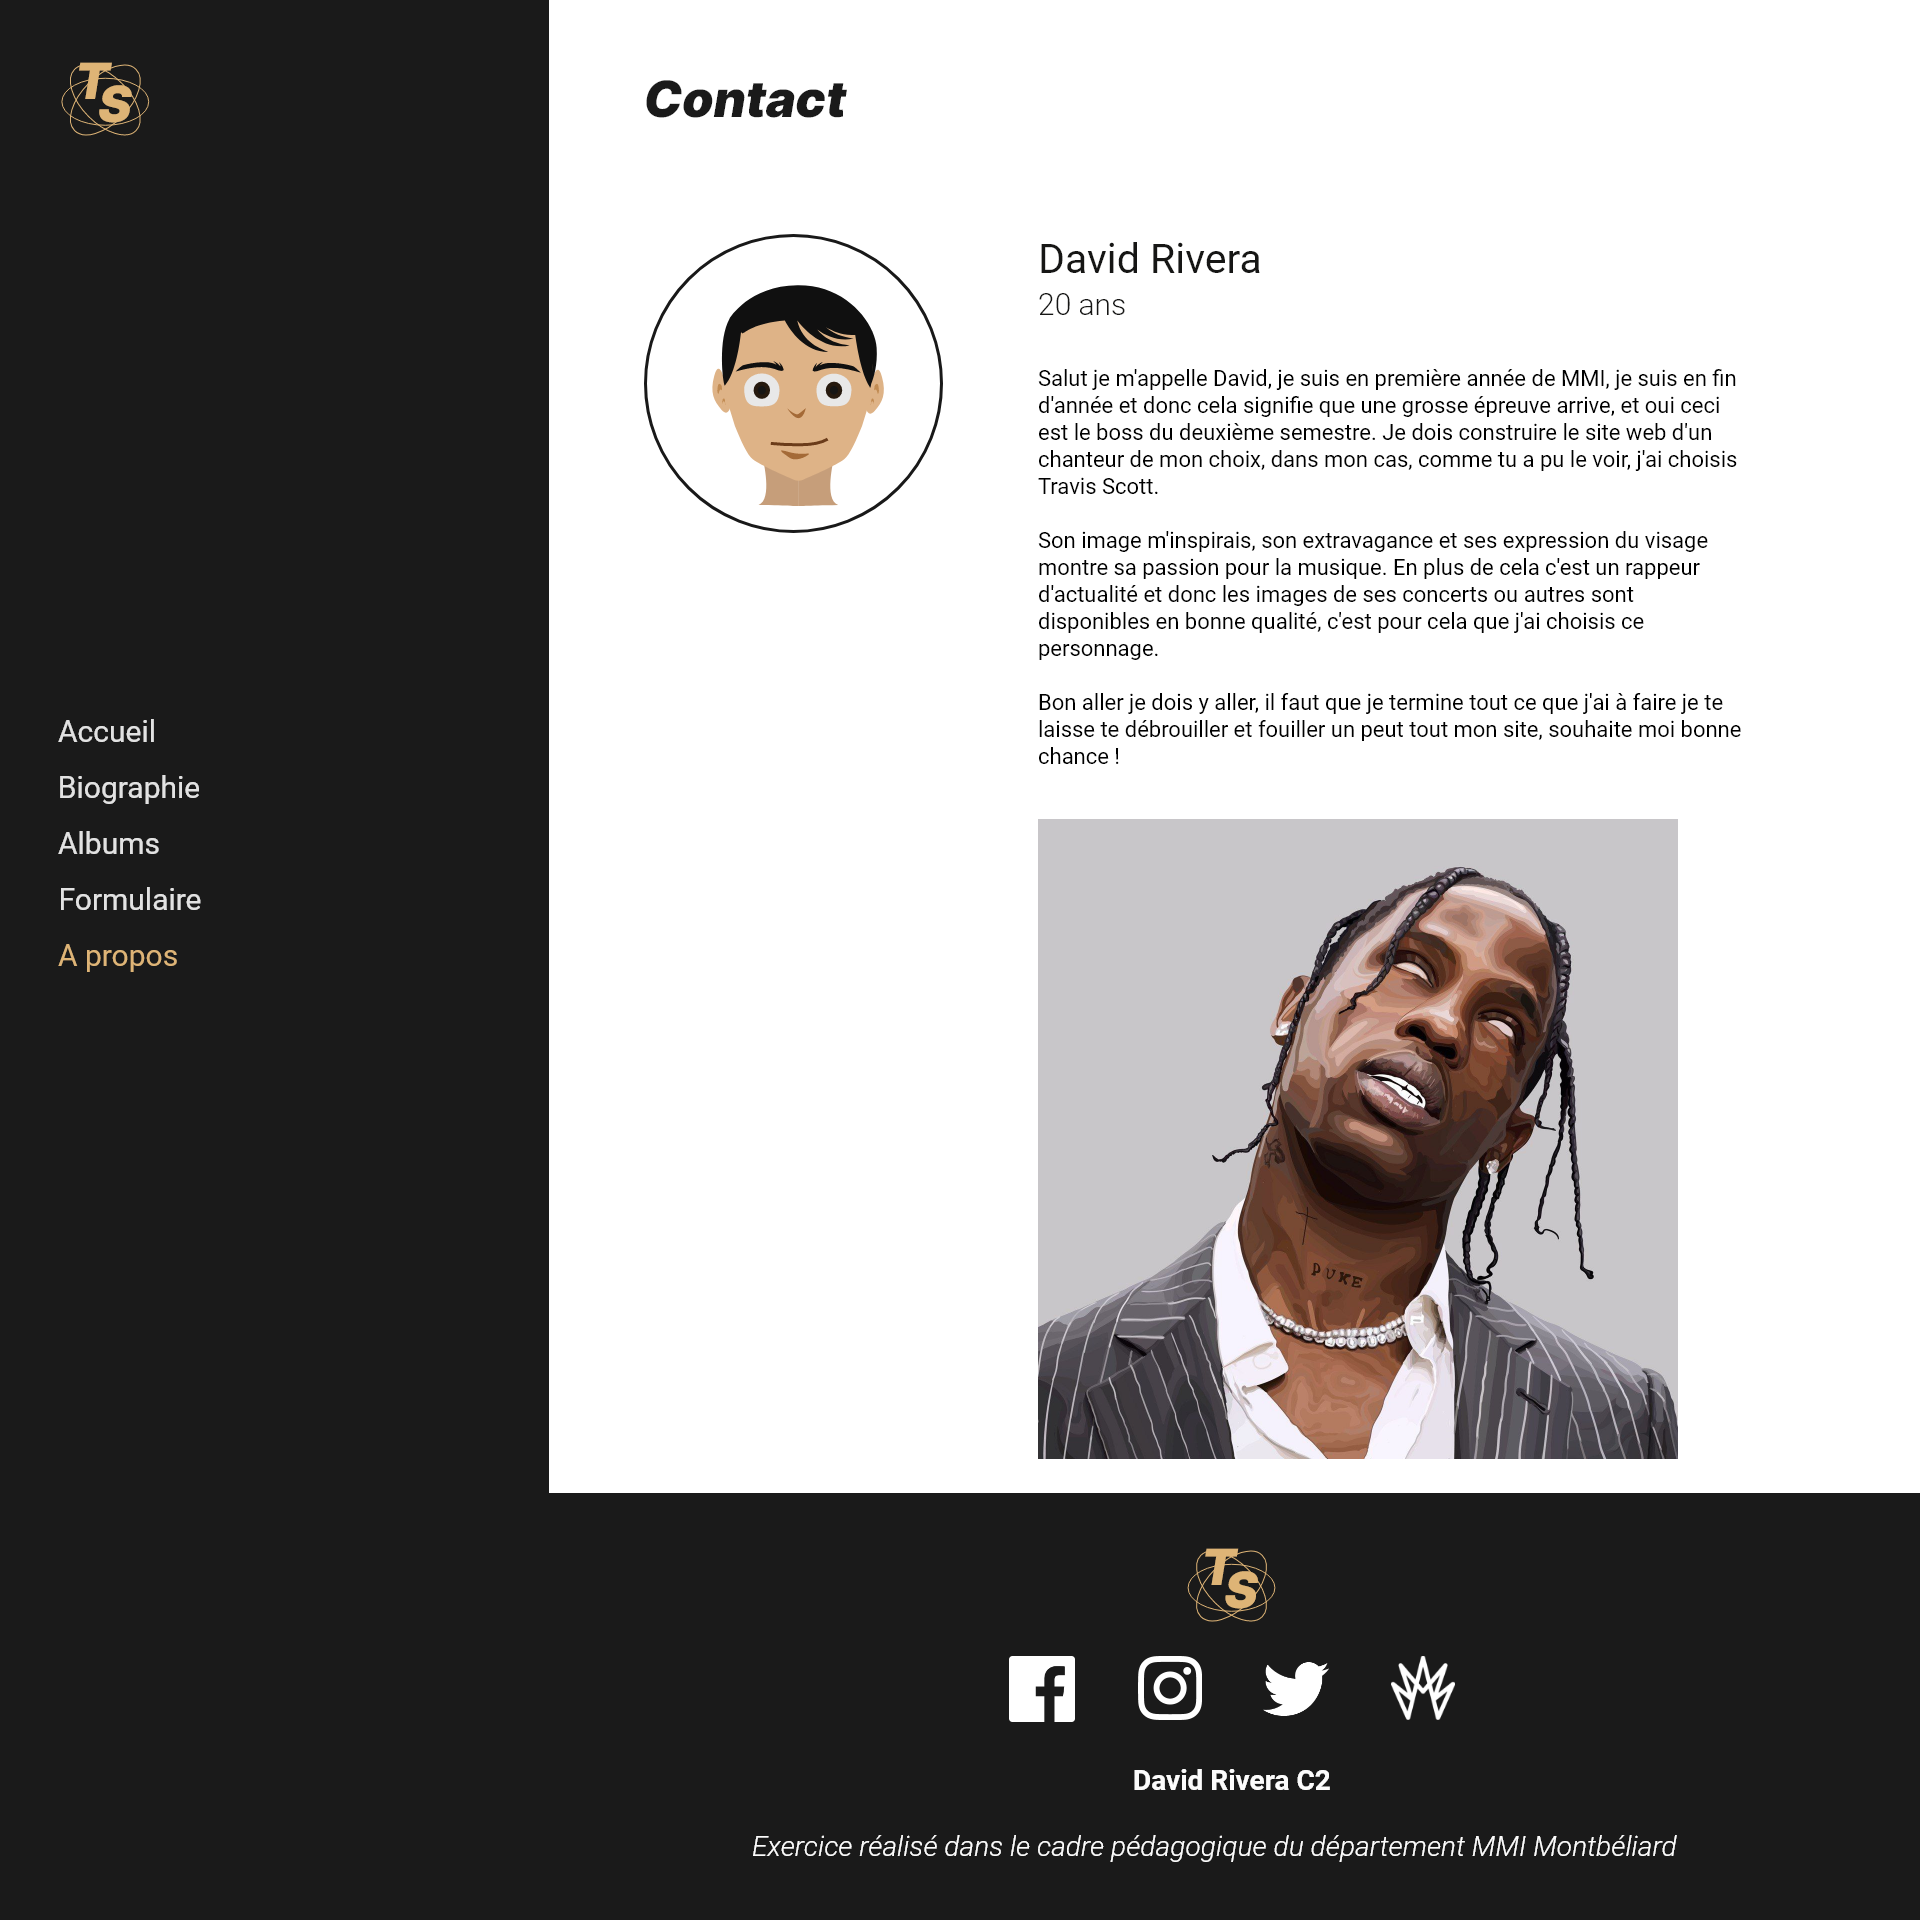 TS
Accueil
Biographie
Albums
Formulaire
A propos
Contact
David Rivera
20 ans
Salut je m'appelle David, je suis en première année de MMI, je suis en fin
d'année et donc cela signifie que une grosse épreuve arrive, et oui ceci
est le boss du deuxième semestre. Je dois construire le site web d'un
chanteur de mon choix, dans mon cas, comme tu a pu le voir, j'ai choisis
Travis Scott.
Son image m'inspirais, son extravagance et ses expression du visage
montre sa passion pour la musique. En plus de cela c'est un rappeur
d'actualité et donc les images de ses concerts ou autres sont
disponibles en bonne qualité, c'est pour cela que j'ai choisis ce
personnage.
Bon aller je dois y aller, il faut que je termine tout ce que j'ai à faire je te
laisse te débrouiller et fouiller un peut tout mon site, souhaite moi bonne
chance !
PUKE
TS
David Rivera C2
Exercice réalisé dans le cadre pédagogique du département MMI Montbéliard